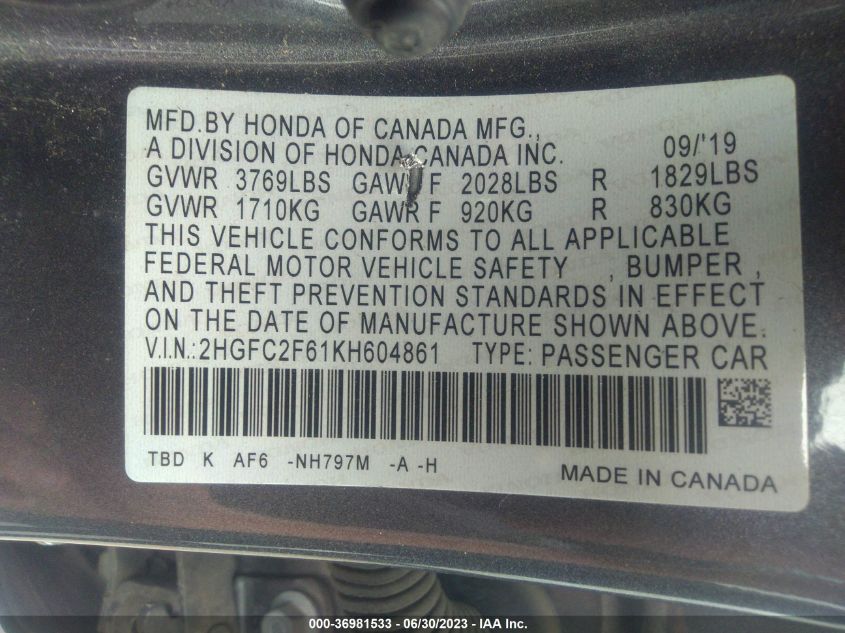 MFD.BY HONDA OF CANADA MFG.,
A DIVISION OF HONDA CANADA INC. 09/'19
GVWR 3769LBS GAWR F 2028LBS R 1829LBS
GVWR 1710KG GAWR F 920KG R 830KG
THIS VEHICLE CONFORMS TO ALL APPLICABLE
FEDERAL MOTOR VEHICLE SAFETY , BUMPER ,
AND THEFT PREVENTION STANDARDS IN EFFECT
ON THE DATE OF MANUFACTURE SHOWN ABOVE.
V.I.N.:2HGFC2F61KH604861 TYPE: PASSENGER CAR
TBD K AF6 -NH797M -A -H
MADE IN CANADA
000-36981533 - 06/30/2023 - IAA Inc.